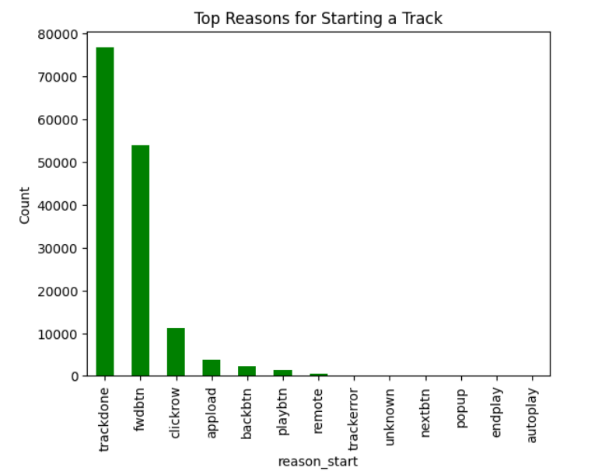 Top Reasons for Starting a Track
80000
70000
60000
50000
40000
30000
20000
10000
0
Count
trackdone
fwdbtn
clickrow
appload
backbtn
playbtn
remote
trackerror
unknown
nextbtn
popup
endplay
autoplay
reason_start